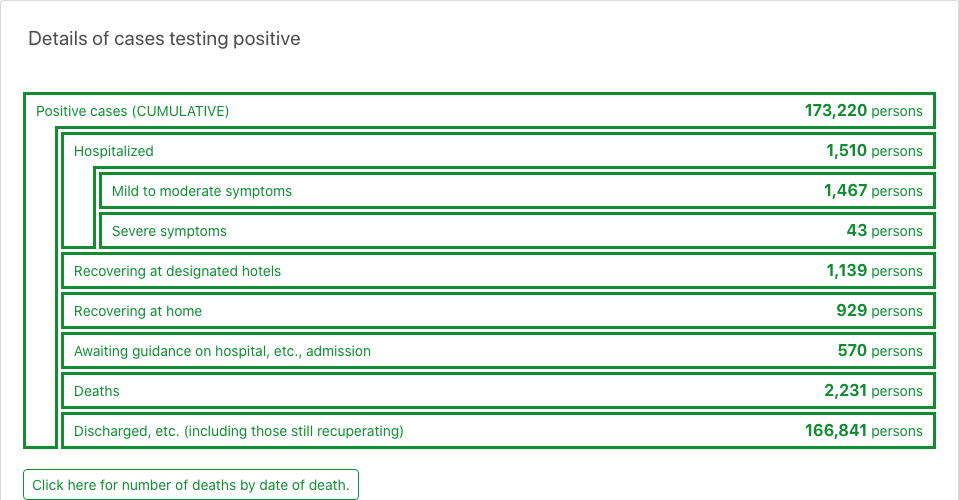 Details of cases testing positive
Positive cases (CUMULATIVE) 173,220 persons
Hospitalized 1,510 persons
Mild to moderate symptoms 1,467 persons
Severe symptoms 43 persons
Recovering at designated hotels 1,139 persons
Recovering at home 929 persons
Awaiting guidance on hospital, etc., admission 570 persons
Deaths 2,231 persons
Discharged, etc. (including those still recuperating) 166,841 persons
Click here for number of deaths by date of death.